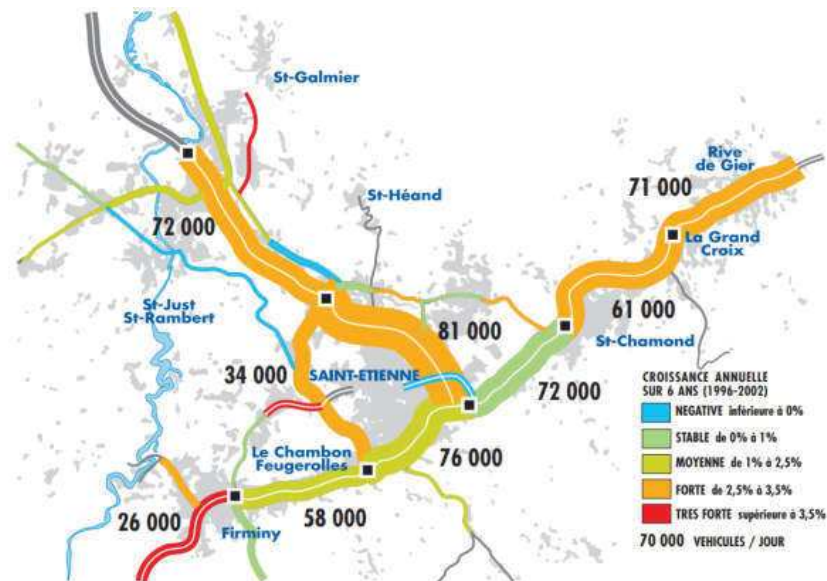 St-Galmier
Rive
de Gier
71 000
St-Héand
72 000
La Grand
Croix
St-Just
St-Rambert
61 000
81 000
St-Chamond
34 000
SAINT-ETIENNE
72 000
Le Chambon
Feugerolles
76 000
26 000
58 000
Firminy
CROISSANCE ANNUELLE
SUR 6 ANS (1996-2002)
NEGATIVE inférieure à 0%
STABLE de 0% à 1%
MOYENNE de 1% à 2,5%
FORTE de 2,5% à 3,5%
TRES FORTE supérieure à 3,5%
70 000 VEHICULES / JOUR